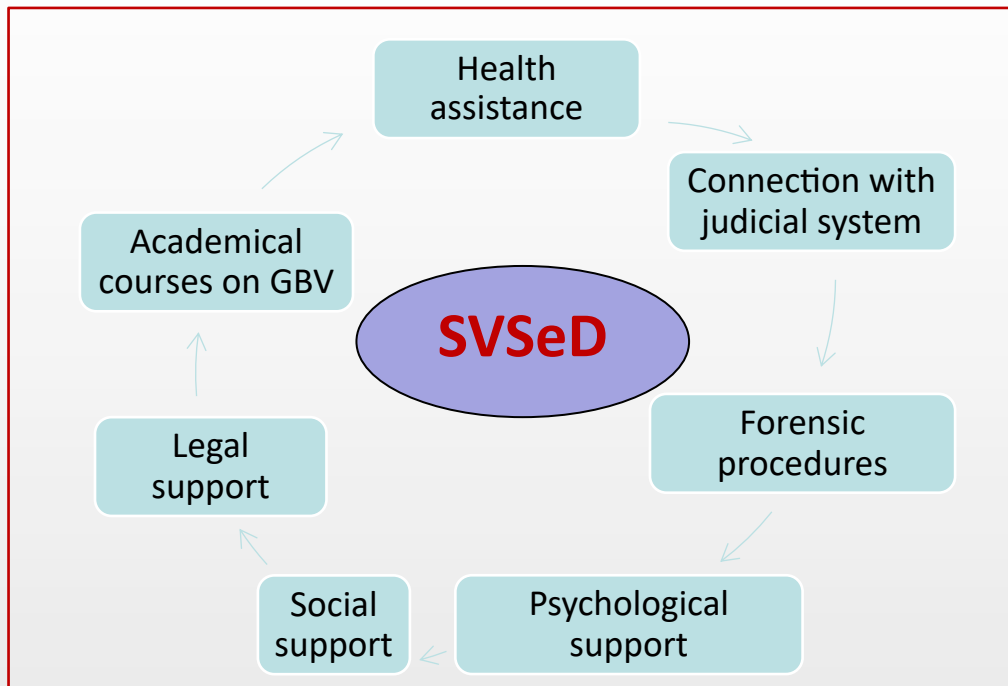 Health
assistance
Connection with
judicial system
Academical
courses on GBV
SVSeD
Forensic
procedures
Legal
support
Psychological
support
Social
support